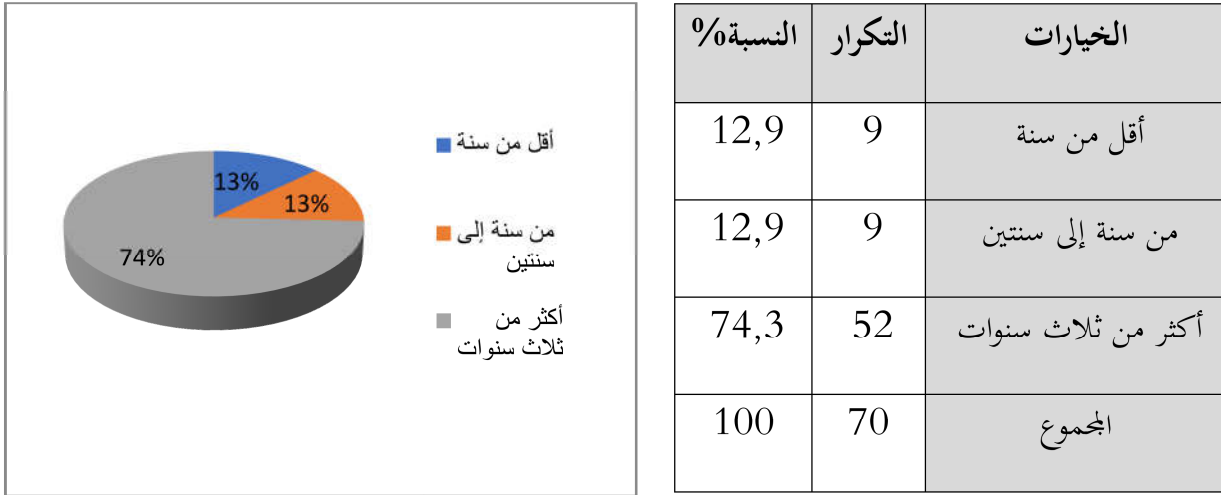 13%
13%
74%
أقل من سنة
من سنة إلى
سنتين
أكثر من
ثلاث سنوات
الخيارات التكرار النسبة%
أقل من سنة 9 12,9
من سنة إلى سنتين 9 12,9
أكثر من ثلاث سنوات 52 74,3
المجموع 70 100